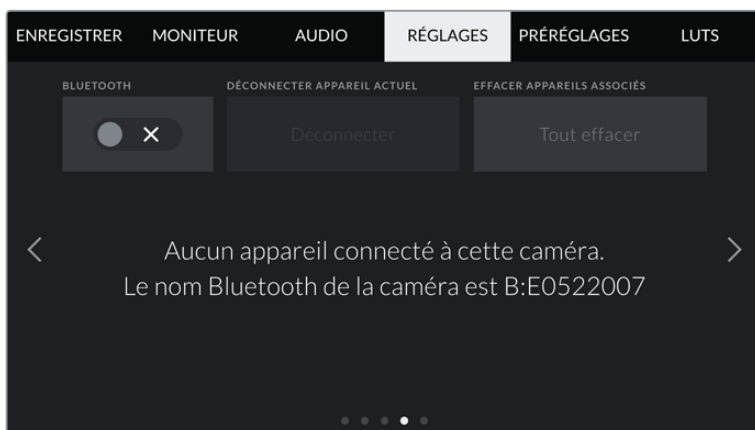 ENREGISTRER MONITEUR AUDIO RÉGLAGES PRÉRÉGLAGES LUTS
BLUETOOTH DÉCONNECTER APPAREIL ACTUEL EFFACER APPAREILS ASSOCIÉS
Déconnecter Tout effacer
Aucun appareil connecté à cette caméra.
Le nom Bluetooth de la caméra est B:E0522007